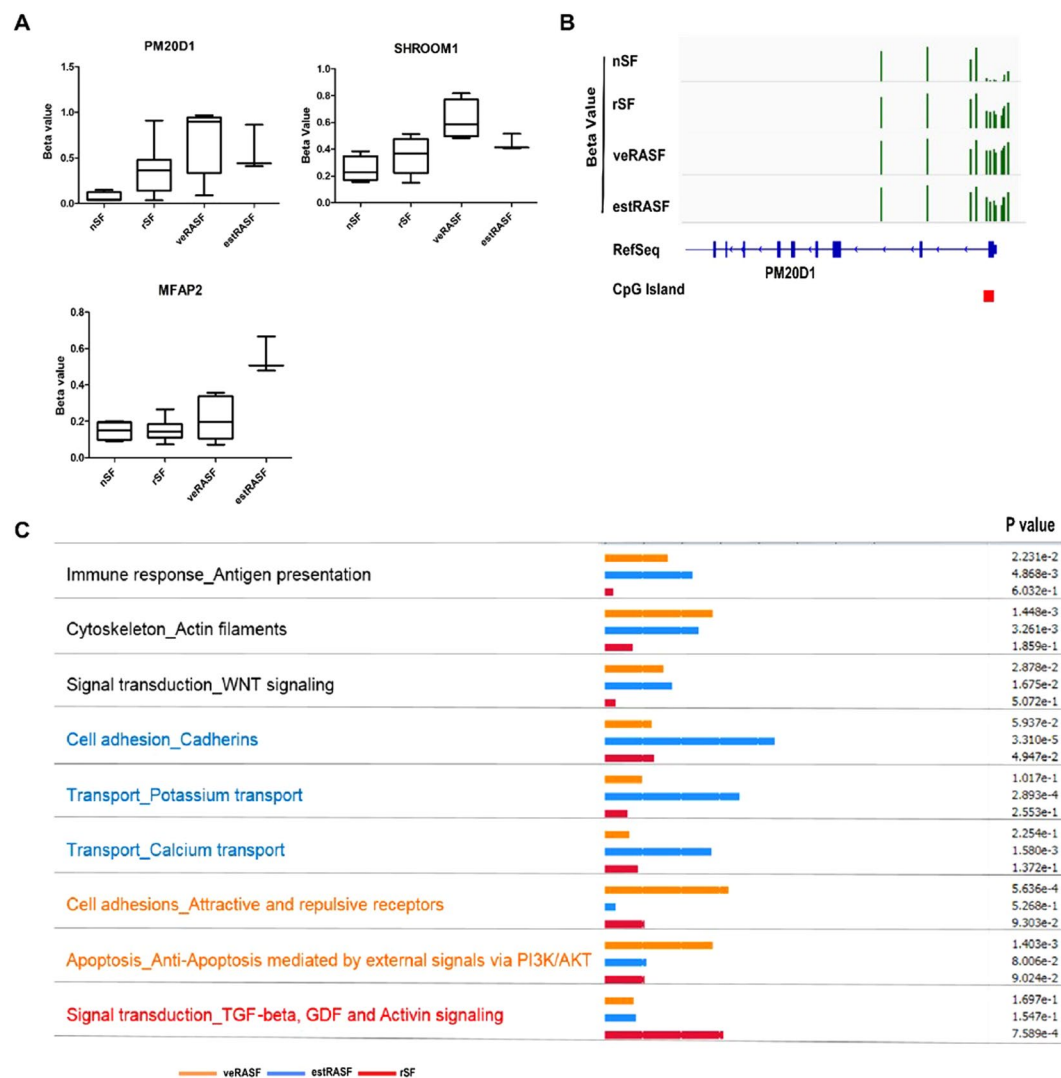 A
PM20D1
Beta value
1.5
1.0
0.5
0.0
nSF
rSF
veRASF
estRASF
SHROOM1
Beta Value
1.0
0.8
0.6
0.4
0.2
0.0
nSF
rSF
veRASF
estRASF
MFAP2
Beta value
0.8
0.6
0.4
0.2
0.0
nSF
rSF
veRASF
estRASF
B
Beta Value
nSF
rSF
veRASF
estRASF
RefSeq
PM20D1
CpG Island
C
P value
Immune response_Antigen presentation
2.231e-2
4.868e-3
6.032e-1
Cytoskeleton_Actin filaments
1.448e-3
3.261e-3
1.859e-1
Signal transduction_WNT signaling
2.878e-2
1.675e-2
5.072e-1
Cell adhesion_Cadherins
5.937e-2
3.310e-5
4.947e-2
Transport_Potassium transport
1.017e-1
2.893e-4
2.553e-1
Transport_Calcium transport
2.254e-1
1.580e-3
1.372e-1
Cell adhesions_Attractive and repulsive receptors
5.636e-4
5.268e-1
9.303e-2
Apoptosis_Anti-Apoptosis mediated by external signals via PI3K/AKT
1.403e-3
8.006e-2
9.024e-2
Signal transduction_TGF-beta, GDF and Activin signaling
1.697e-1
1.547e-1
7.589e-4
veRASF estRASF rSF